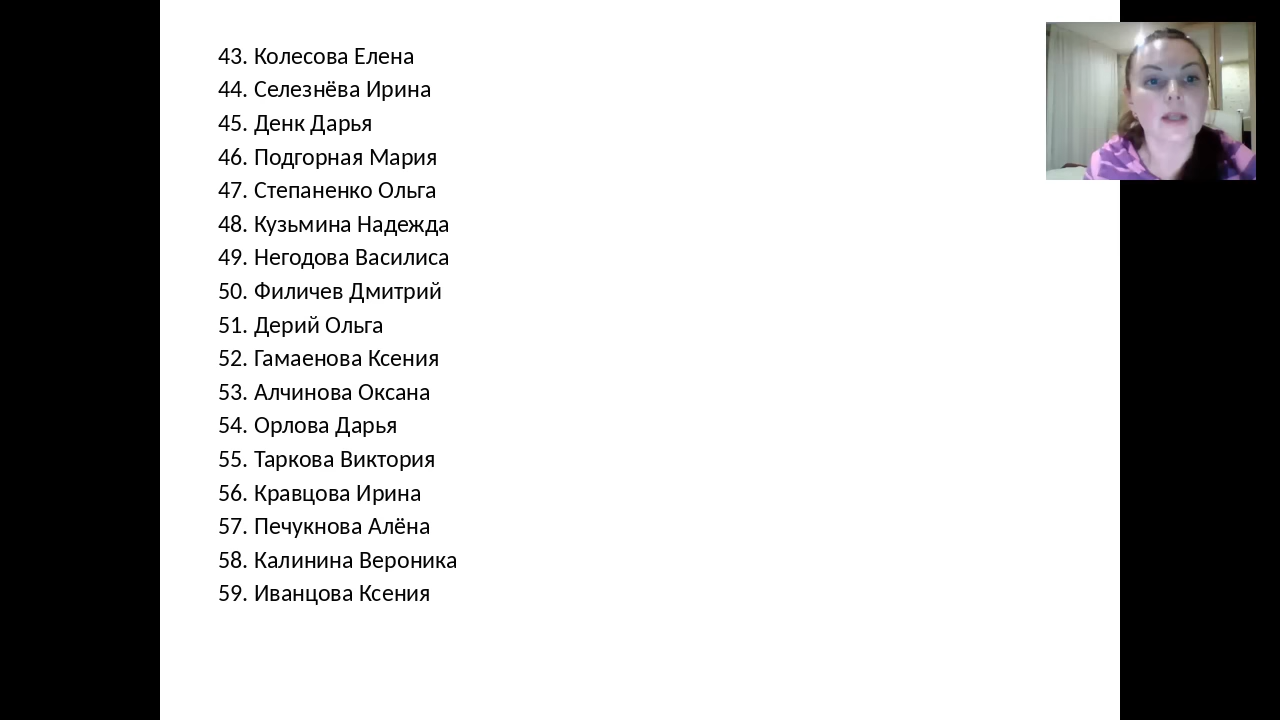 43. Колесова Елена
44. Селезнёва Ирина
45. Денк Дарья
46. Подгорная Мария
47. Степаненко Ольга
48. Кузьмина Надежда
49. Негодова Василиса
50. Филичев Дмитрий
51. Дерий Ольга
52. Гамаенова Ксения
53. Алчинова Оксана
54. Орлова Дарья
55. Таркова Виктория
56. Кравцова Ирина
57. Печукнова Алёна
58. Калинина Вероника
59. Иванцова Ксения